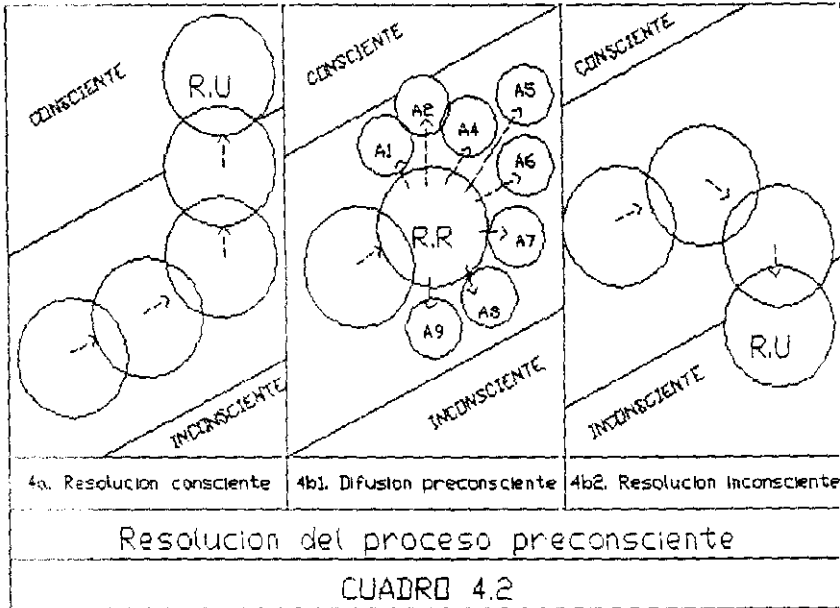 CONSCIENTE
R.U
INCONSCIENTE
4a. Resolucion consciente
CONSCIENTE
A1
A2
A4
A5
A6
R.R
A7
A8
A9
INCONSCIENTE
4b1. Difusion preconsciente
CONSCIENTE
R.U
INCONSCIENTE
4b2. Resolucion inconsciente
Resolucion del proceso preconsciente
CUADRO 4.2